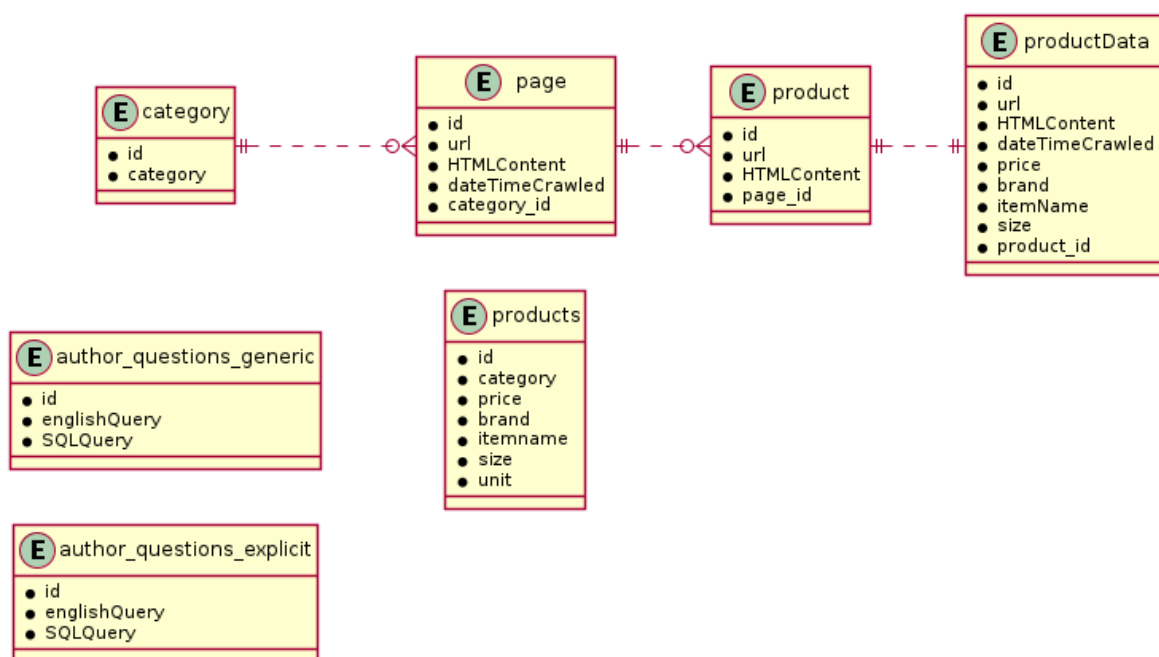 E category
id
category
E page
id
url
HTMLContent
dateTimeCrawled
category_id
E product
id
url
HTMLContent
page_id
E productData
id
url
HTMLContent
dateTimeCrawled
price
brand
itemName
size
product_id
E author_questions_generic
id
englishQuery
SQLQuery
E products
id
category
price
brand
itemname
size
unit
E author_questions_explicit
id
englishQuery
SQLQuery